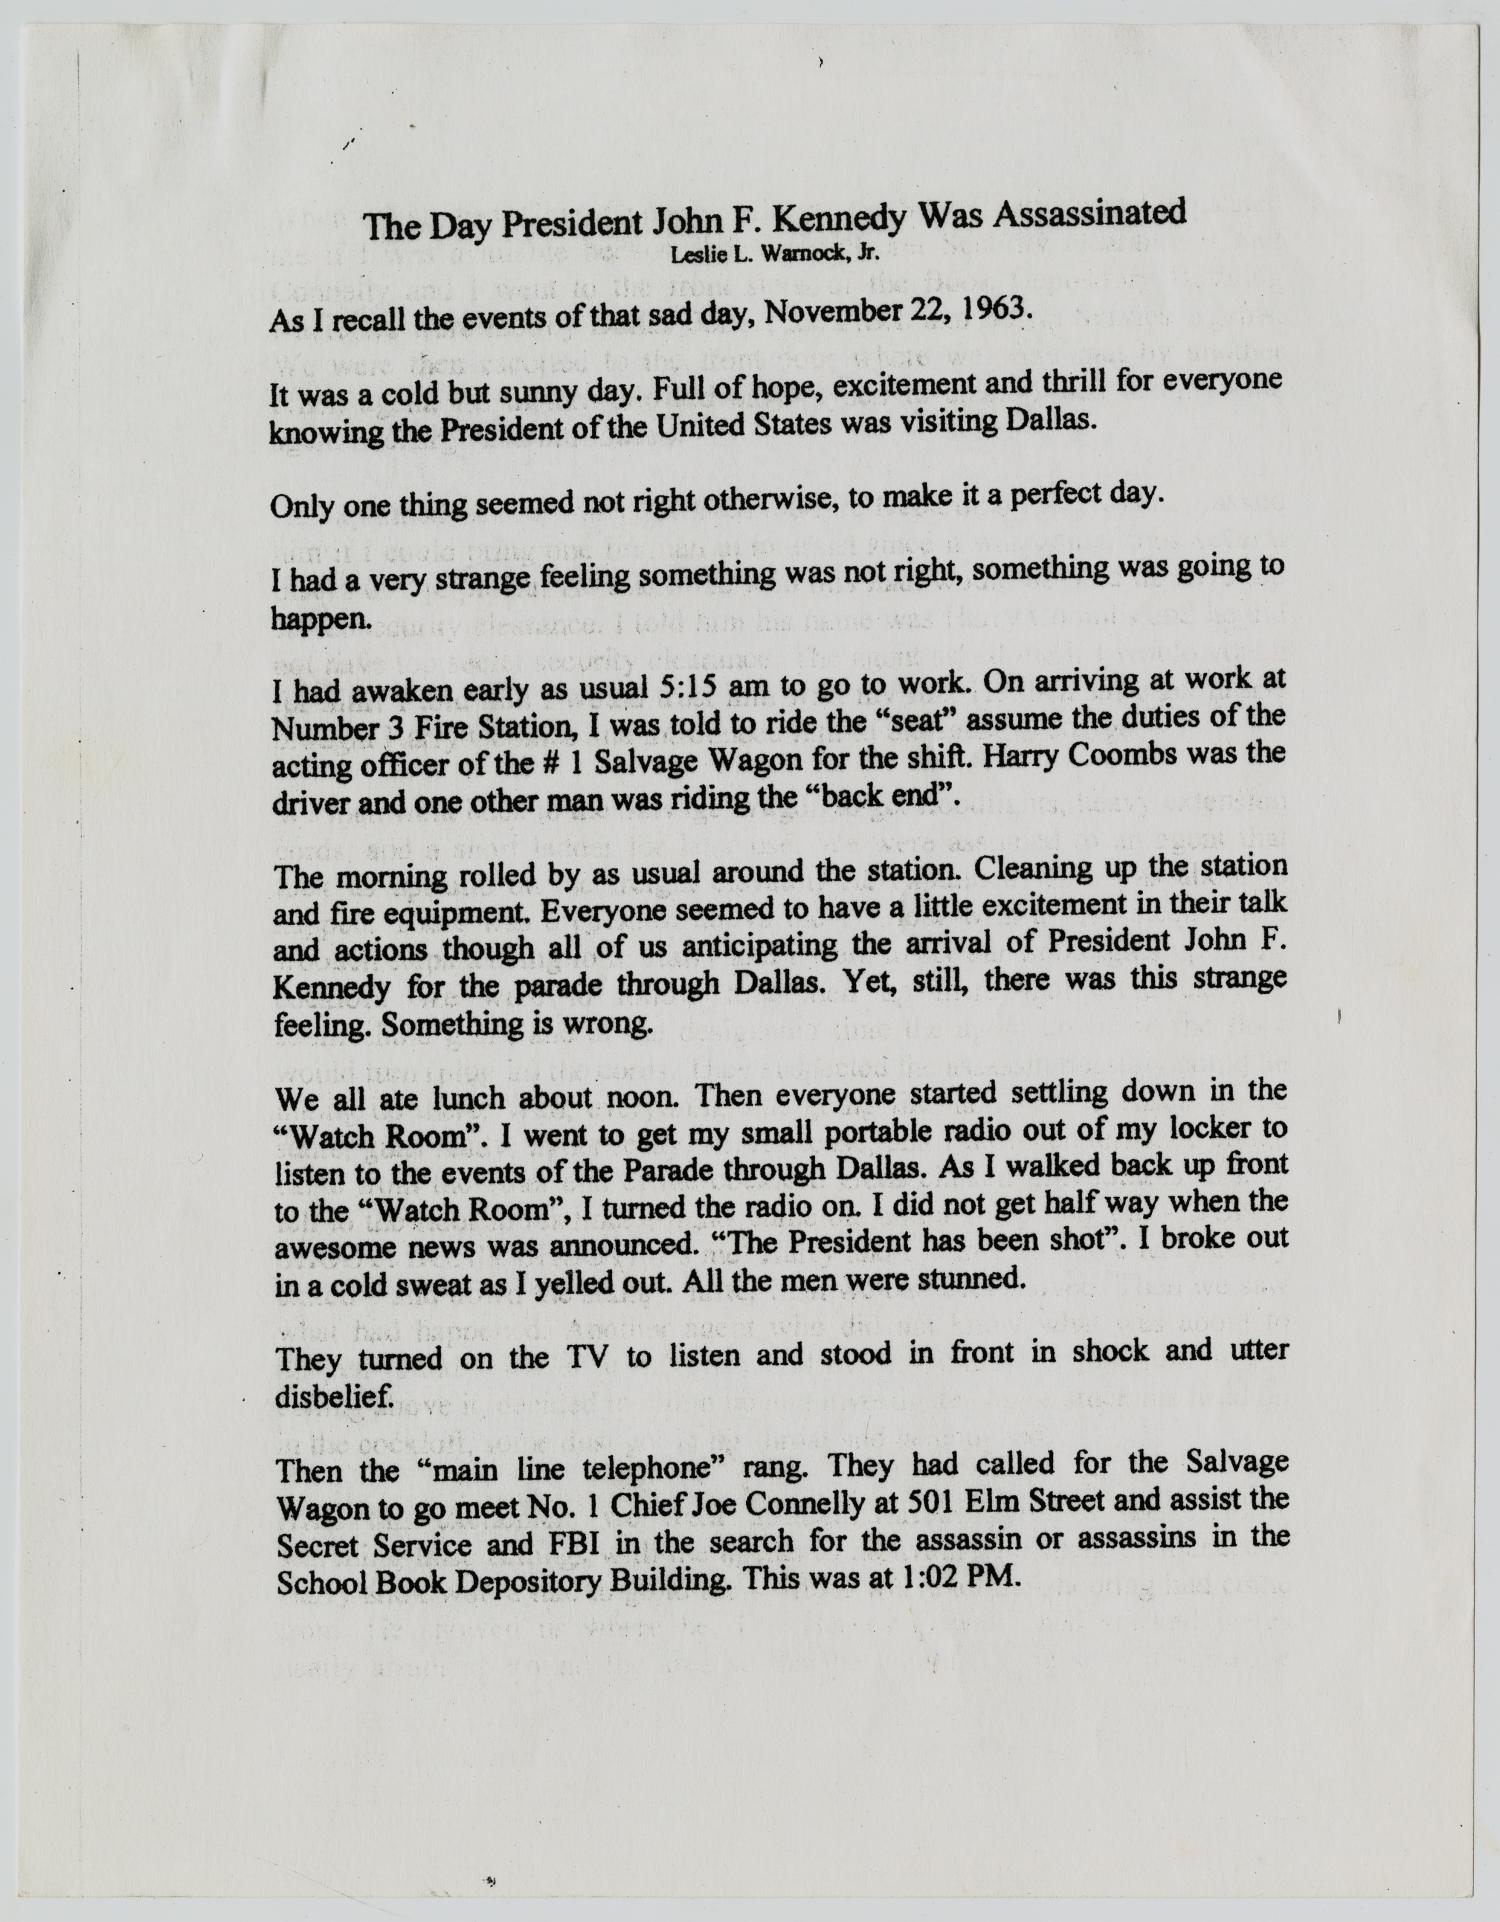 The Day President John F. Kennedy Was Assassinated
Leslie L. Warnock, Jr.
As I recall the events of that sad day, November 22, 1963.
It was a cold but sunny day. Full of hope, excitement and thrill for everyone
knowing the President of the United States was visiting Dallas.
Only one thing seemed not right otherwise, to make it a perfect day.
I had a very strange feeling something was not right, something was going to
happen.
I had awaken early as usual 5:15 am to go to work. On arriving at work at
Number 3 Fire Station, I was told to ride the “seat” assume the duties of the
acting officer of the # 1 Salvage Wagon for the shift. Harry Coombs was the
driver and one other man was riding the “back end”.
The morning rolled by as usual around the station. Cleaning up the station
and fire equipment. Everyone seemed to have a little excitement in their talk
and actions though all of us anticipating the arrival of President John F.
Kennedy for the parade through Dallas. Yet, still, there was this strange
feeling. Something is wrong.
We all ate lunch about noon. Then everyone started settling down in the
“Watch Room”. I went to get my small portable radio out of my locker to
listen to the events of the Parade through Dallas. As I walked back up front
to the “Watch Room”, I turned the radio on. I did not get half way when the
awesome news was announced. “The President has been shot”. I broke out
in a cold sweat as I yelled out. All the men were stunned.
They turned on the TV to listen and stood in front in shock and utter
disbelief.
Then the “main line telephone” rang. They had called for the Salvage
Wagon to go meet No. 1 Chief Joe Connelly at 501 Elm Street and assist the
Secret Service and FBI in the search for the assassin or assassins in the
School Book Depository Building. This was at 1:02 PM.